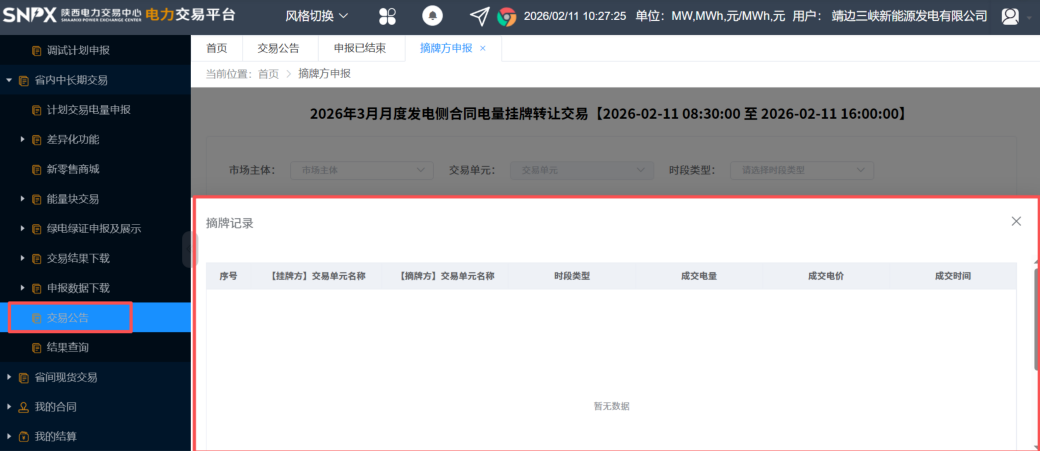 SNPX 陕西电力交易中心 SHAANXI POWER EXCHANGE CENTER 电力交易平台 风格切换 2026/02/11 10:27:25 单位：MW,MWh,元/MWh,元 用户：靖边三峡新能源发电有限公司
调试计划申报
省内中长期交易
计划交易电量申报
差异化功能
新零售商城
能量块交易
绿电绿证申报及展示
交易结果下载
申报数据下载
交易公告
结果查询
省间现货交易
我的合同
我的结算
首页 交易公告 申报已结束 摘牌方申报 ×
当前位置：首页 > 摘牌方申报
2026年3月月度发电侧合同电量挂牌转让交易【2026-02-11 08:30:00 至 2026-02-11 16:00:00】
市场主体： 市场主体 交易单元： 交易单元 时段类型： 请选择时段类型
摘牌记录
序号 【挂牌方】交易单元名称 【摘牌方】交易单元名称 时段类型 成交电量 成交电价 成交时间
暂无数据